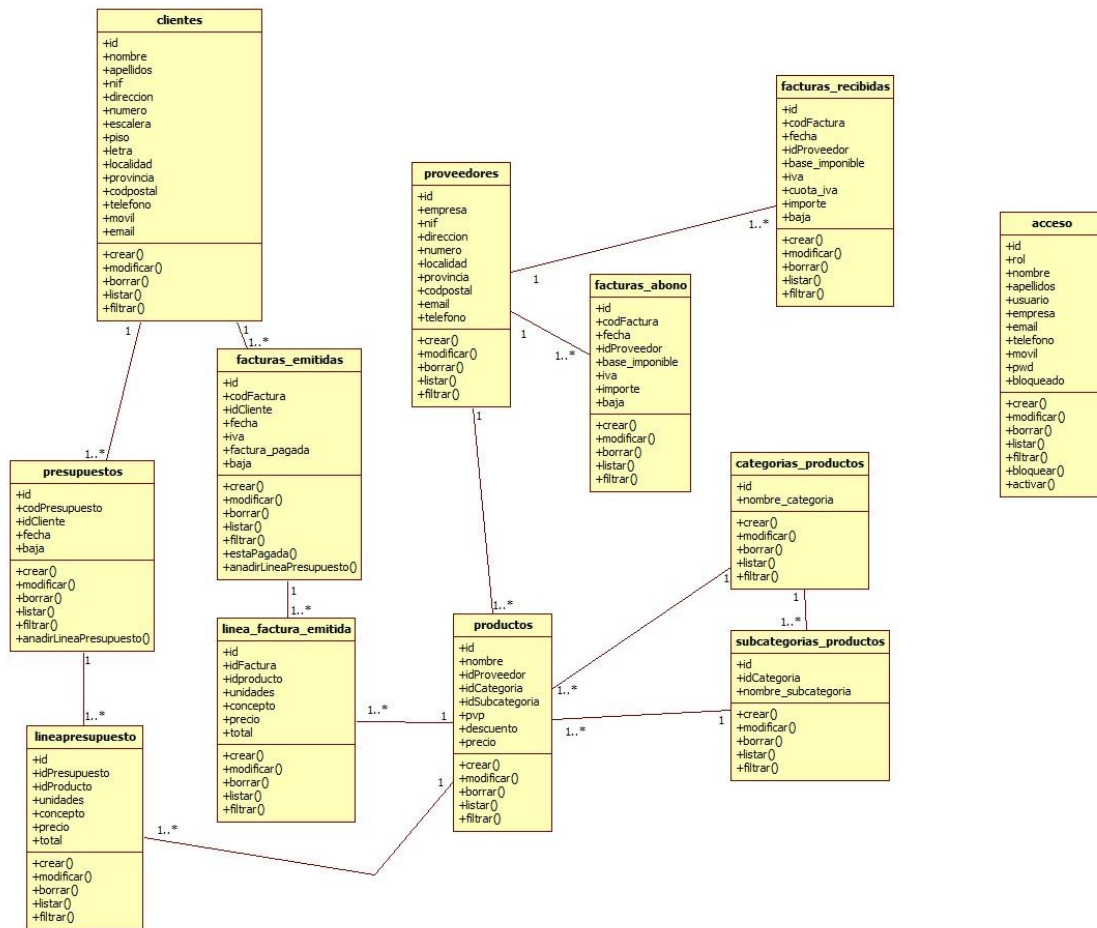 clientes
+id
+nombre
+apellidos
+nif
+direccion
+numero
+escalera
+piso
+letra
+localidad
+provincia
+codpostal
+telefono
+movil
+email
+crear()
+modificar()
+borrar()
+listar()
+filtrar()
1
1
1..*
1..*
facturas_emitidas
+id
+codFactura
+idCliente
+fecha
+iva
+factura_pagada
+baja
+crear()
+modificar()
+borrar()
+listar()
+filtrar()
+estaPagada()
+anadirLineaPresupuesto()
1
1..*
presupuestos
+id
+codPresupuesto
+idCliente
+fecha
+baja
+crear()
+modificar()
+borrar()
+listar()
+filtrar()
+anadirLineaPresupuesto()
1
1..*
lineapresupuesto
+id
+idPresupuesto
+idProducto
+unidades
+concepto
+precio
+total
+crear()
+modificar()
+borrar()
+listar()
+filtrar()
1..*
1
linea_factura_emitida
+id
+idFactura
+idproducto
+unidades
+concepto
+precio
+total
+crear()
+modificar()
+borrar()
+listar()
+filtrar()
1..*
1
proveedores
+id
+empresa
+nif
+direccion
+numero
+localidad
+provincia
+codpostal
+email
+telefono
+crear()
+modificar()
+borrar()
+listar()
+filtrar()
1
1..*
1
1..*
1
1..*
facturas_recibidas
+id
+codFactura
+fecha
+idProveedor
+base_imponible
+iva
+cuota_iva
+importe
+baja
+crear()
+modificar()
+borrar()
+listar()
+filtrar()
facturas_abono
+id
+codFactura
+fecha
+idProveedor
+base_imponible
+iva
+importe
+baja
+crear()
+modificar()
+borrar()
+listar()
+filtrar()
productos
+id
+nombre
+idProveedor
+idCategoria
+idSubcategoria
+pvp
+descuento
+precio
+crear()
+modificar()
+borrar()
+listar()
+filtrar()
1..*
1
1..*
1
categorias_productos
+id
+nombre_categoria
+crear()
+modificar()
+borrar()
+listar()
+filtrar()
1
1..*
subcategorias_productos
+id
+idCategoria
+nombre_subcategoria
+crear()
+modificar()
+borrar()
+listar()
+filtrar()
acceso
+id
+rol
+nombre
+apellidos
+usuario
+empresa
+email
+telefono
+movil
+pwd
+bloqueado
+crear()
+modificar()
+borrar()
+listar()
+filtrar()
+bloquear()
+activar()